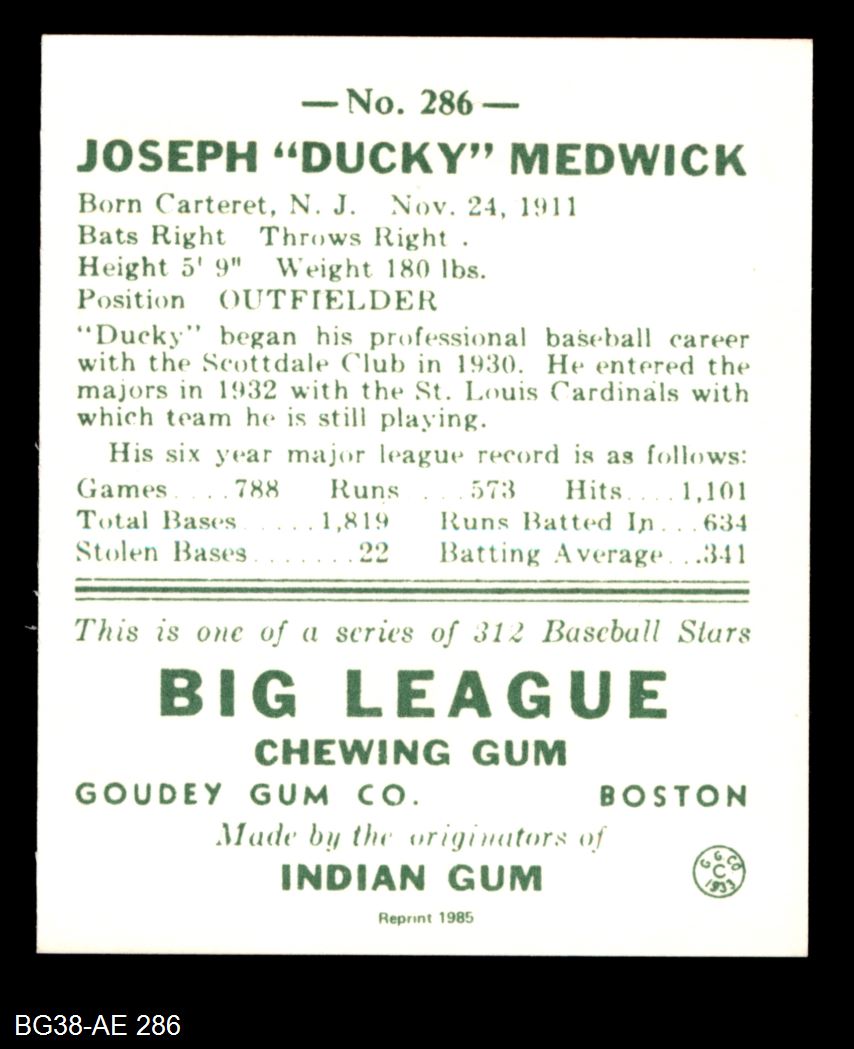 — No. 286 —
JOSEPH “DUCKY” MEDWICK
Born Carteret, N. J. Nov. 24, 1911
Bats Right Throws Right .
Height 5' 9" Weight 180 lbs.
Position OUTFIELDER
“Ducky” began his professional baseball career
with the Scottdale Club in 1930. He entered the
majors in 1932 with the St. Louis Cardinals with
which team he is still playing.
His six year major league record is as follows:
Games....788 Runs....573 Hits....1,101
Total Bases......1,819 Runs Batted In...634
Stolen Bases.......22 Batting Average...341
This is one of a series of 312 Baseball Stars
BIG LEAGUE
CHEWING GUM
GOUDEY GUM CO. BOSTON
Made by the originators of
INDIAN GUM
G. G. CO
C
1933
Reprint 1985
BG38-AE 286